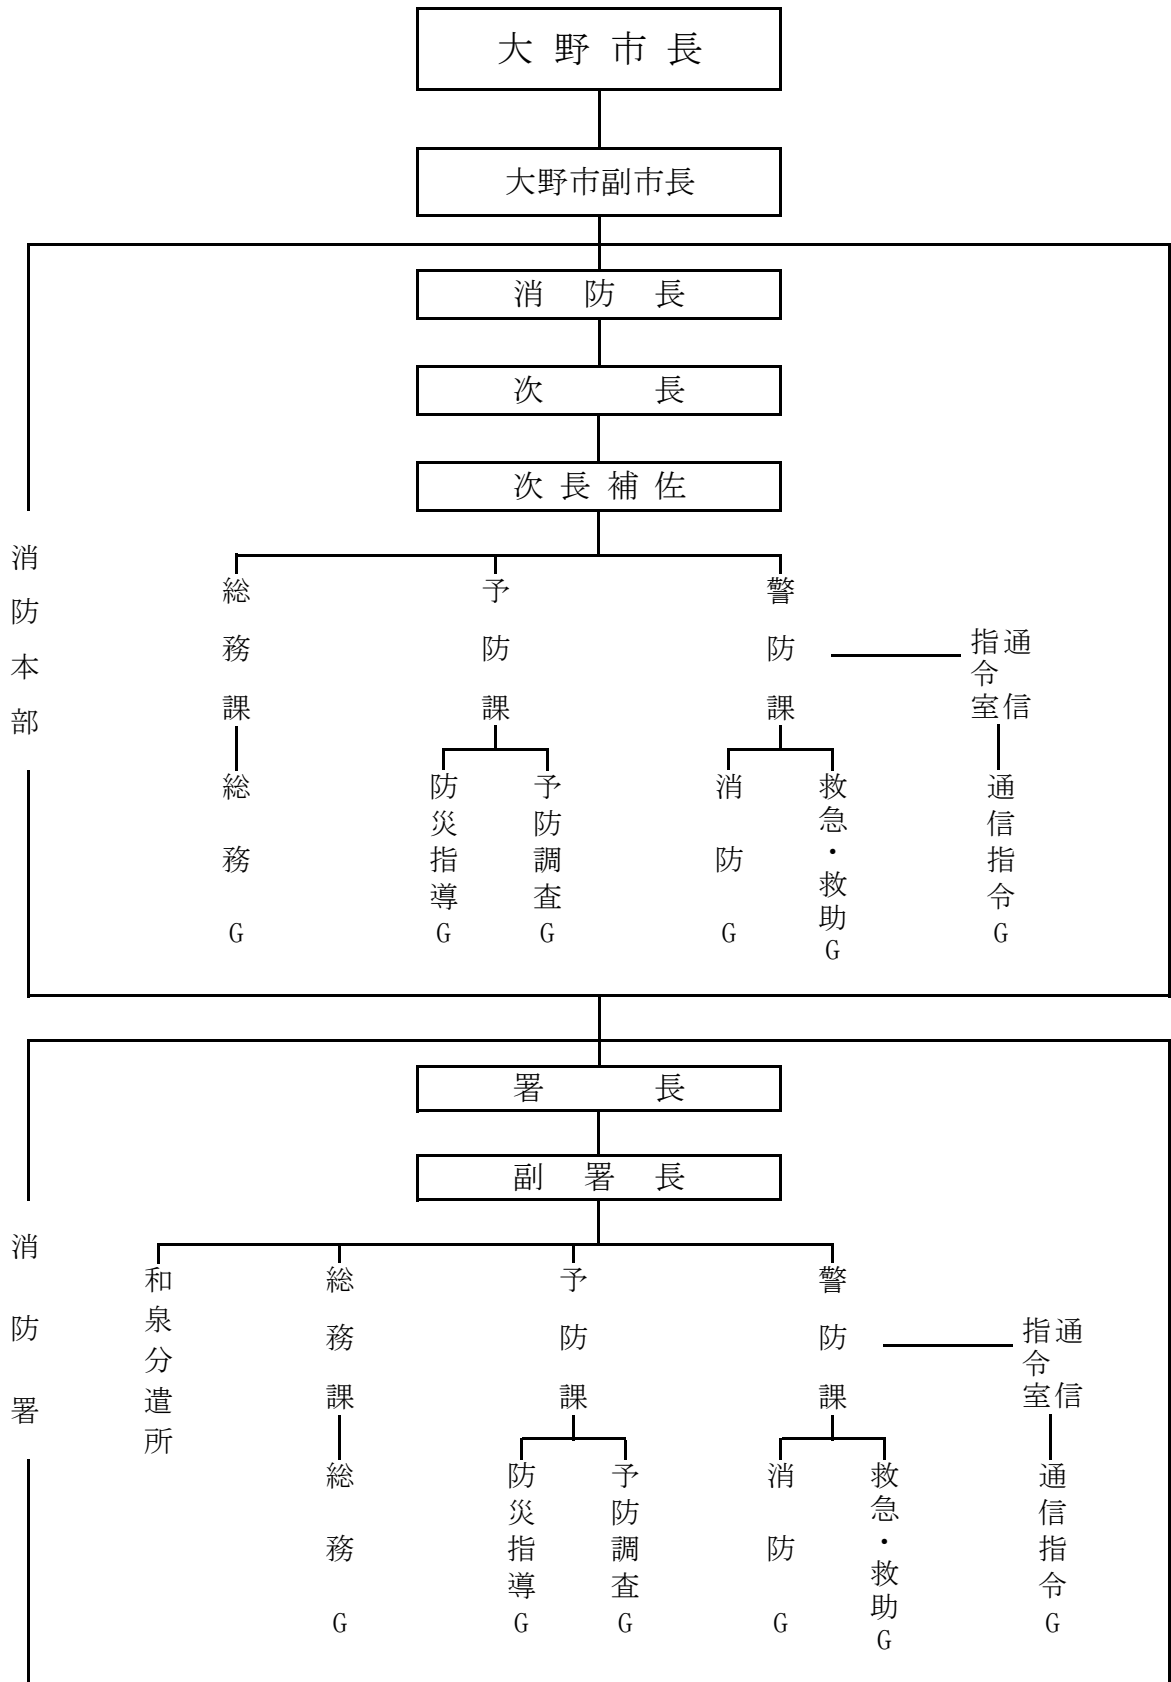 大野市長
大野市副市長
消防長
次長
次長補佐
消防本部
総務課
予防課
警防課
通信
指令室
総務G
防災指導G
予防調査G
消防G
救急・救助G
通信指令G
署長
副署長
消防署
和泉分遣所
総務課
予防課
警防課
通信
指令室
総務G
防災指導G
予防調査G
消防G
救急・救助G
通信指令G